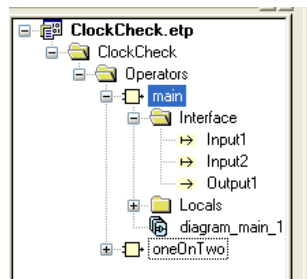 ClockCheck.etp
ClockCheck
Operators
main
Interface
Input1
Input2
Output1
Locals
diagram_main_1
oneOnTwo